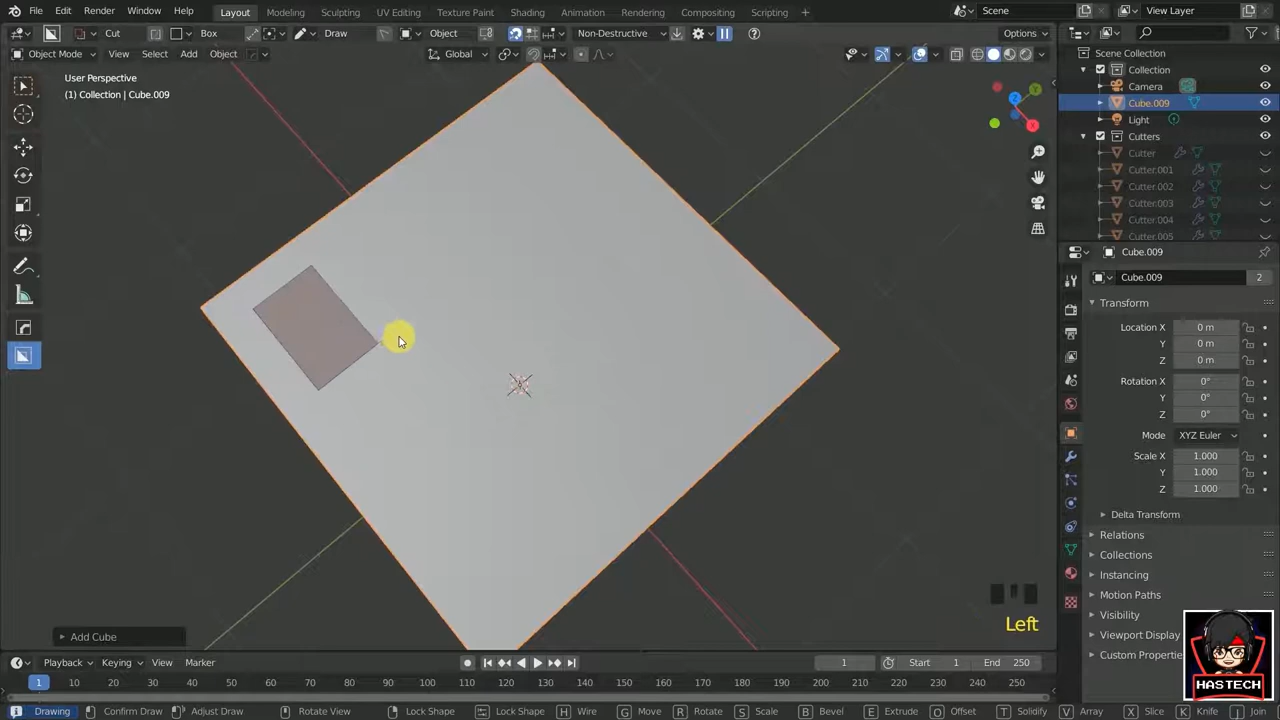 File Edit Render Window Help Layout Modeling Sculpting UV Editing Texture Paint Shading Animation Rendering Compositing Scripting + Scene View Layer
Cut Box Draw Object Non-Destructive Options
Object Mode View Select Add Object Global
User Perspective
(1) Collection | Cube.009
Scene Collection
Collection
Camera
Cube.009
Light
Cutters
Cutter
Cutter.001
Cutter.002
Cutter.003
Cutter.004
Cutter.005
Cube.009
Cube.009 2
Transform
Location X 0 m
Y 0 m
Z 0 m
Rotation X 0°
Y 0°
Z 0°
Mode XYZ Euler
Scale X 1.000
Y 1.000
Z 1.000
Delta Transform
Relations
Collections
Instancing
Motion Paths
Visibility
Viewport Display
Custom Propertie
Z Y X
Left
Add Cube
HASTECH
Playback Keying View Marker 1 Start 1 End 250
1 10 20 30 40 50 60 70 80 90 100 110 120 130 140 150 160 170 180 190 200 210 220 230 240 250
Drawing Confirm Draw Adjust Draw Rotate View Lock Shape Lock Shape H Wire G Move R Rotate S Scale B Bevel E Extrude O Offset T Solidify V Array X Slice K Knife J Join